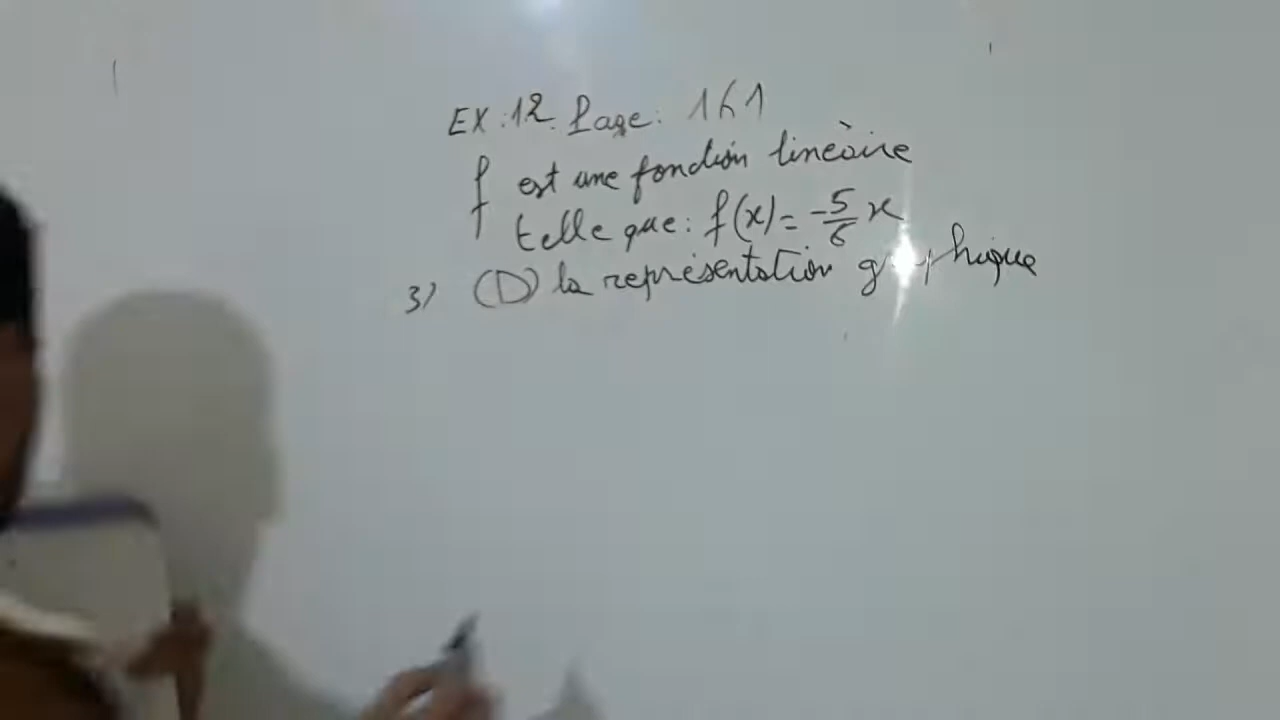 EX:12. Page: 161
f est une fonction linéaire
telle que: f(x) = -5/6 x
3) (D) la représentation graphique